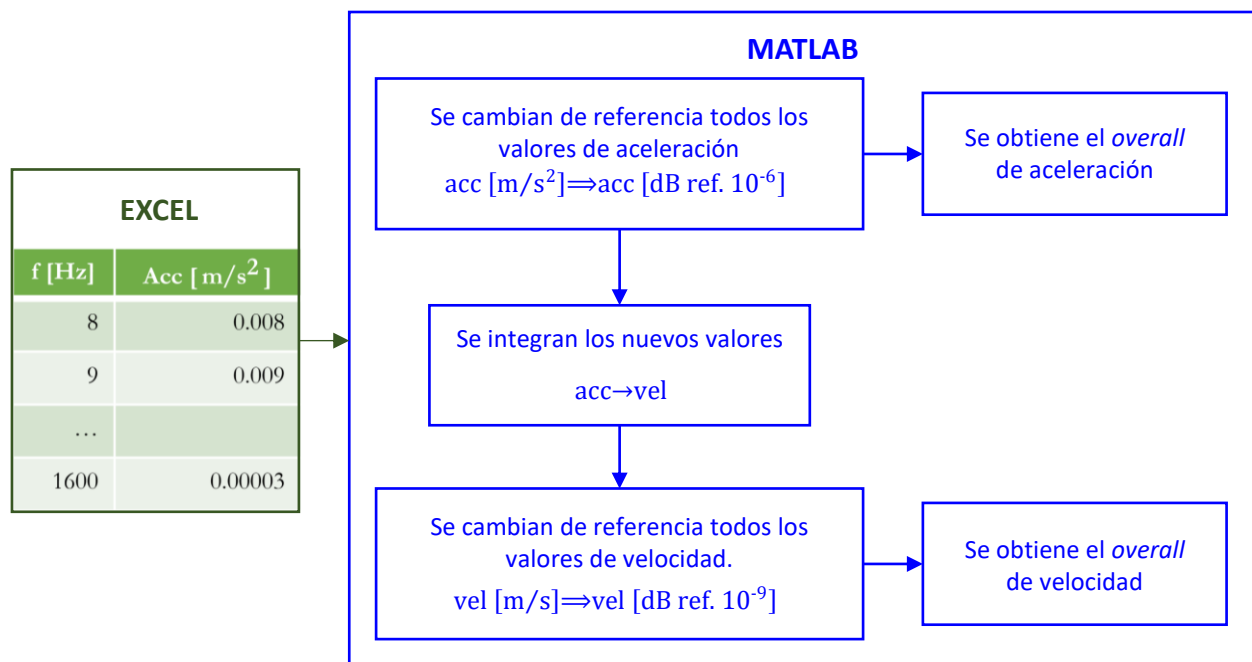 MATLAB
Se cambian de referencia todos los
valores de aceleración
acc [m/s²]⟹acc [dB ref. 10⁻⁶]
Se obtiene el overall
de aceleración
EXCEL
f [Hz] Acc [ m/s² ]
8 0.008
9 0.009
…
1600 0.00003
Se integran los nuevos valores
acc→vel
Se cambian de referencia todos los
valores de velocidad.
vel [m/s]⟹vel [dB ref. 10⁻⁹]
Se obtiene el overall
de velocidad